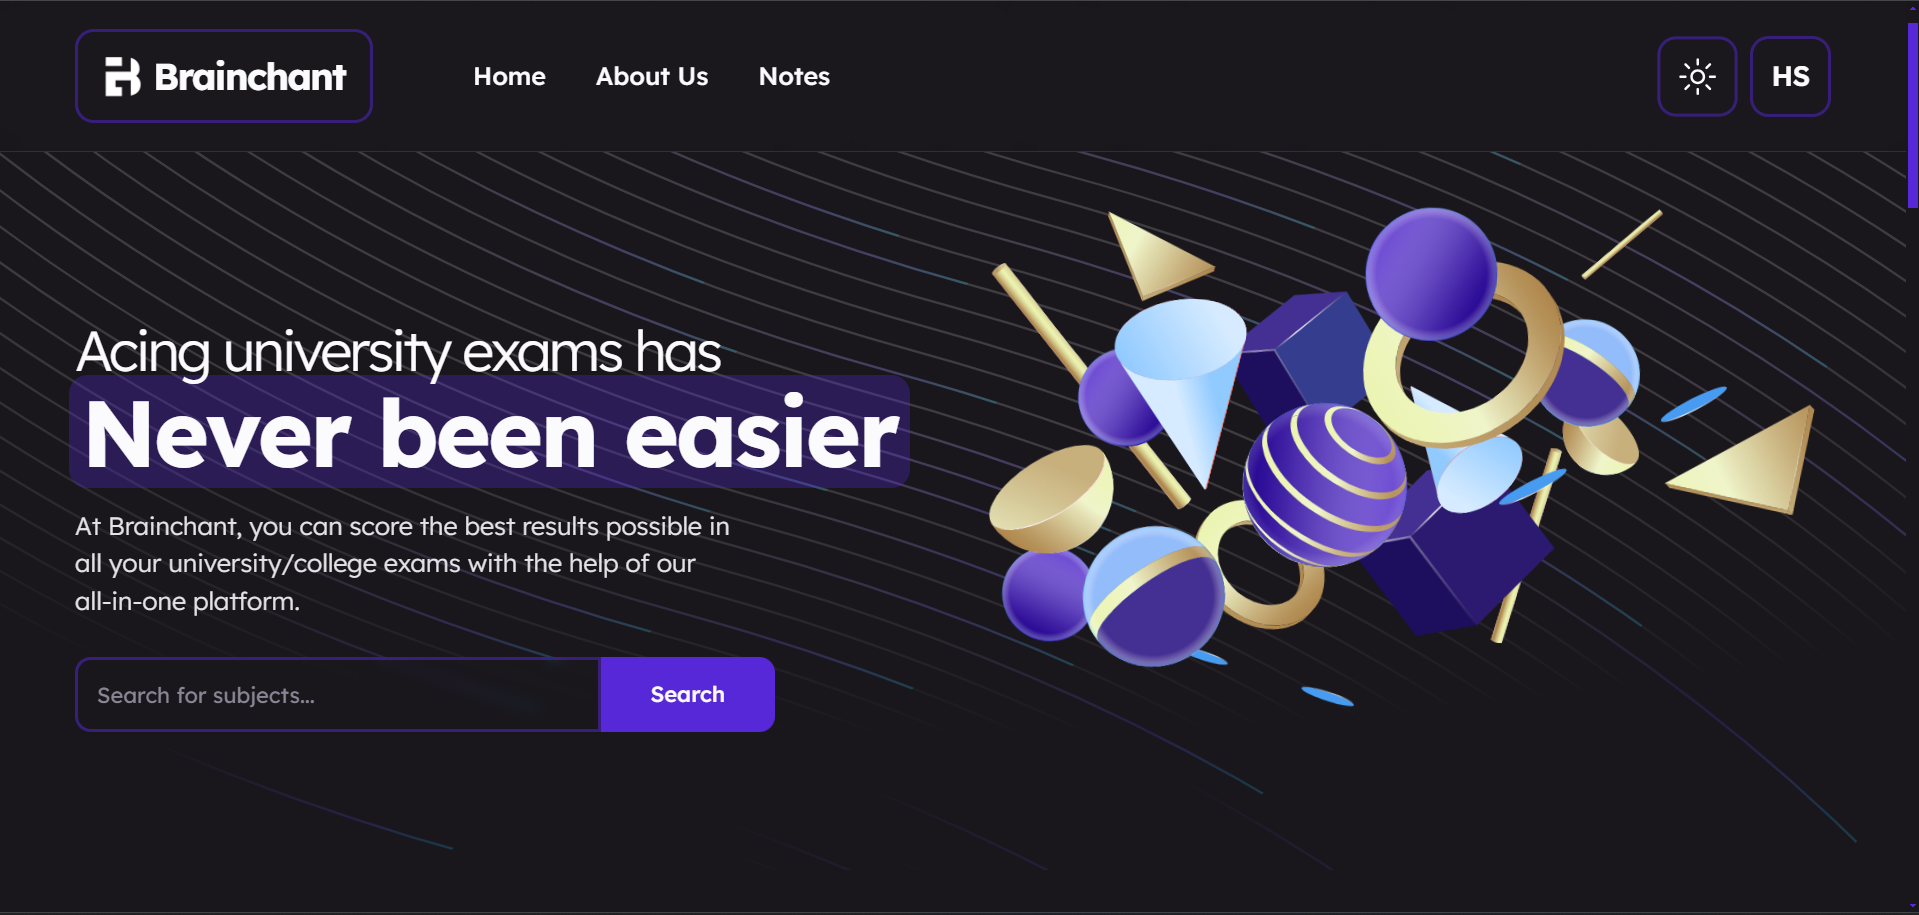 Brainchant
Home
About Us
Notes
HS
Acing university exams has
Never been easier
At Brainchant, you can score the best results possible in
all your university/college exams with the help of our
all-in-one platform.
Search for subjects...
Search